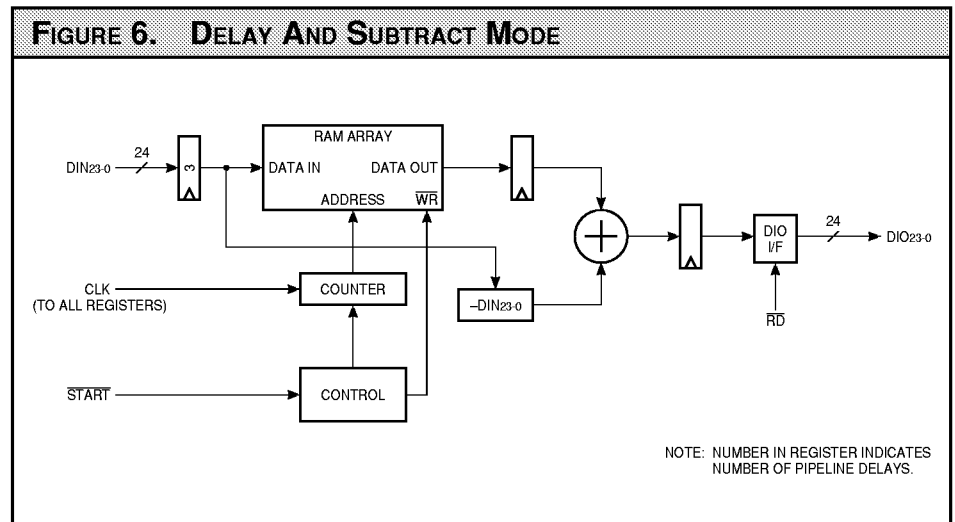 FIGURE 6. DELAY AND SUBTRACT MODE
RAM ARRAY
24
DIN23-0
3
DATA IN
DATA OUT
ADDRESS
WR
24
DIO
I/F
DIO23-0
CLK
(TO ALL REGISTERS)
COUNTER
–DIN23-0
RD
START
CONTROL
NOTE: NUMBER IN REGISTER INDICATES
NUMBER OF PIPELINE DELAYS.